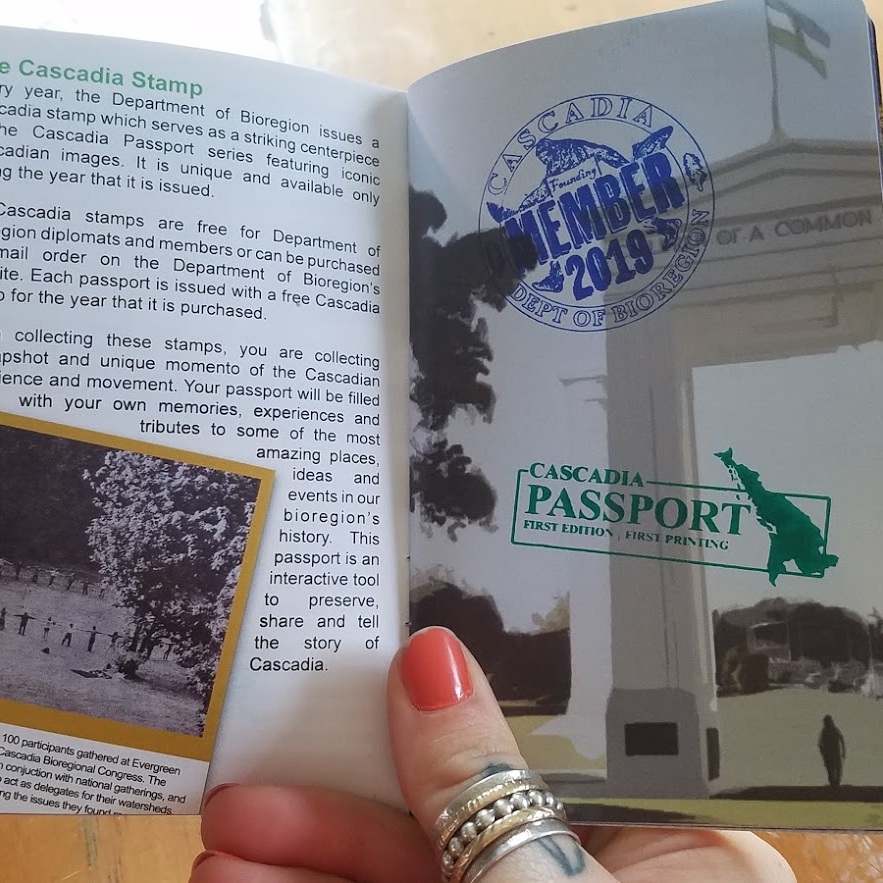 e Cascadia Stamp
ry year, the Department of Bioregion issues a
cadia stamp which serves as a striking centerpiece
he Cascadia Passport series featuring iconic
cadian images. It is unique and available only
g the year that it is issued.
Cascadia stamps are free for Department of
egion diplomats and members or can be purchased
mail order on the Department of Bioregion's
ite. Each passport is issued with a free Cascadia
p for the year that it is purchased.
collecting these stamps, you are collecting
apshot and unique momento of the Cascadian
ience and movement. Your passport will be filled
with your own memories, experiences and
tributes to some of the most
amazing places,
ideas and
events in our
bioregion's
history. This
passport is an
interactive tool
to preserve,
share and tell
the story of
Cascadia.
100 participants gathered at Evergreen
Cascadia Bioregional Congress. The
n conjuction with national gatherings, and
act as delegates for their watersheds
ng the issues they found
CASCADIA
Founding
MEMBER
2019
DEPT OF BIOREGION
OF A COMMON
CASCADIA
PASSPORT
FIRST EDITION FIRST PRINTING